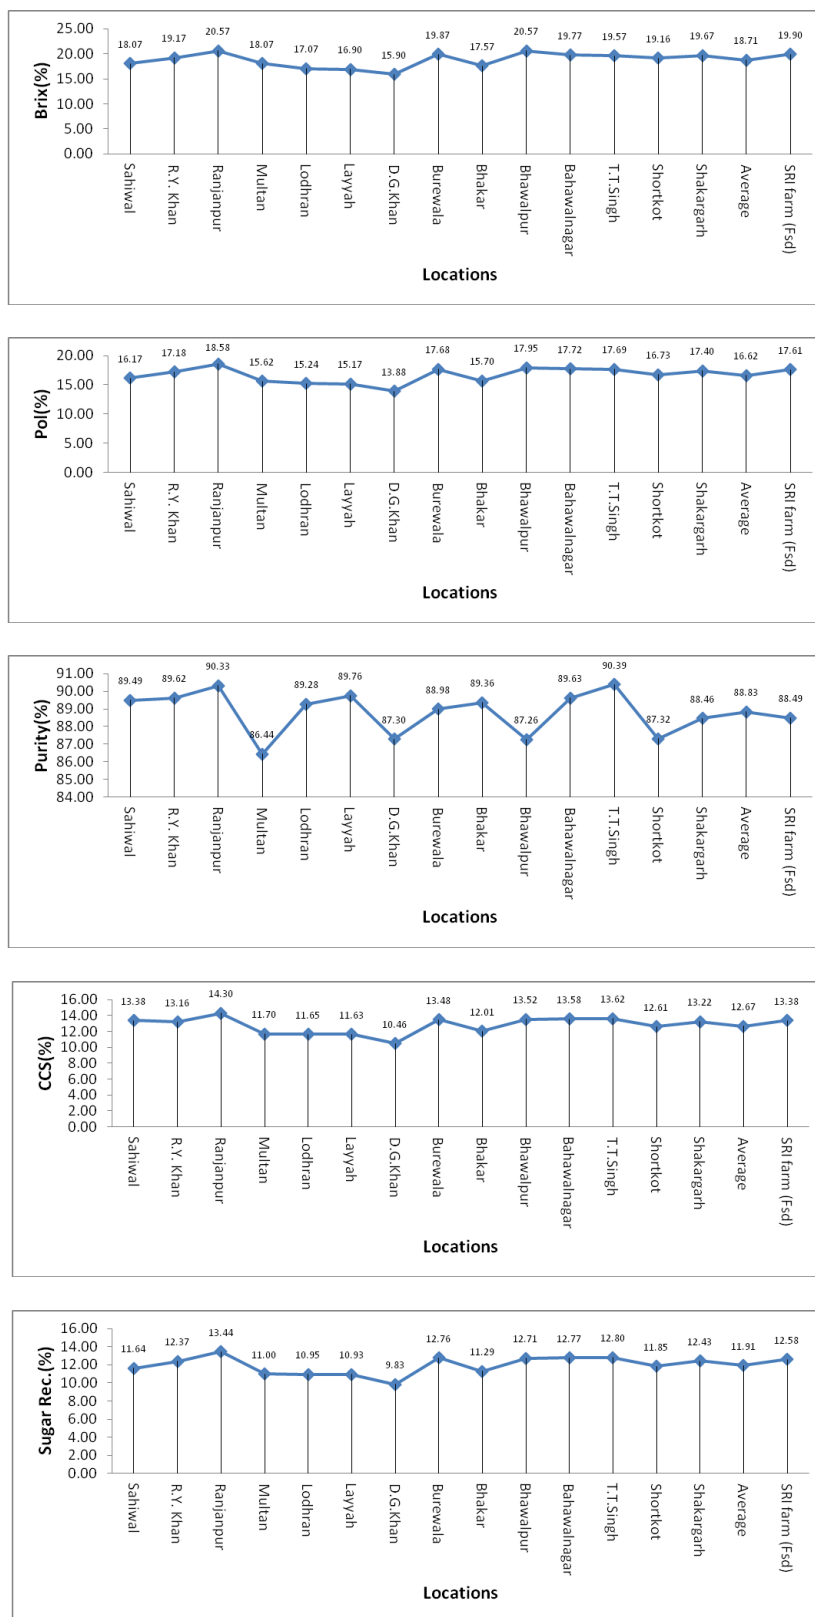 25.00
20.00
15.00
10.00
5.00
0.00
Brix(%)
18.07 19.17 20.57 18.07 17.07 16.90 15.90 19.87 17.57 20.57 19.77 19.57 19.16 19.67 18.71 19.90
Sahiwal
R.Y. Khan
Ranjanpur
Multan
Lodhran
Layyah
D.G.Khan
Burewala
Bhakar
Bhawalpur
Bahawalnagar
T.T.Singh
Shortkot
Shakargarh
Average
SRI farm (Fsd)
Locations
20.00
15.00
10.00
5.00
0.00
Pol(%)
16.17 17.18 18.58 15.62 15.24 15.17 13.88 17.68 15.70 17.95 17.72 17.69 16.73 17.40 16.62 17.61
Sahiwal
R.Y. Khan
Ranjanpur
Multan
Lodhran
Layyah
D.G.Khan
Burewala
Bhakar
Bhawalpur
Bahawalnagar
T.T.Singh
Shortkot
Shakargarh
Average
SRI farm (Fsd)
Locations
91.00
90.00
89.00
88.00
87.00
86.00
85.00
84.00
Purity(%)
89.49 89.62 90.33 86.44 89.28 89.76 87.30 88.98 89.36 87.26 89.63 90.39 87.32 88.46 88.83 88.49
Sahiwal
R.Y. Khan
Ranjanpur
Multan
Lodhran
Layyah
D.G.Khan
Burewala
Bhakar
Bhawalpur
Bahawalnagar
T.T.Singh
Shortkot
Shakargarh
Average
SRI farm (Fsd)
Locations
16.00
14.00
12.00
10.00
8.00
6.00
4.00
2.00
0.00
CCS(%)
13.38 13.16 14.30 11.70 11.65 11.63 10.46 13.48 12.01 13.52 13.58 13.62 12.61 13.22 12.67 13.38
Sahiwal
R.Y. Khan
Ranjanpur
Multan
Lodhran
Layyah
D.G.Khan
Burewala
Bhakar
Bhawalpur
Bahawalnagar
T.T.Singh
Shortkot
Shakargarh
Average
SRI farm (Fsd)
Locations
16.00
14.00
12.00
10.00
8.00
6.00
4.00
2.00
0.00
Sugar Rec.(%)
11.64 12.37 13.44 11.00 10.95 10.93 9.83 12.76 11.29 12.71 12.77 12.80 11.85 12.43 11.91 12.58
Sahiwal
R.Y. Khan
Ranjanpur
Multan
Lodhran
Layyah
D.G.Khan
Burewala
Bhakar
Bhawalpur
Bahawalnagar
T.T.Singh
Shortkot
Shakargarh
Average
SRI farm (Fsd)
Locations